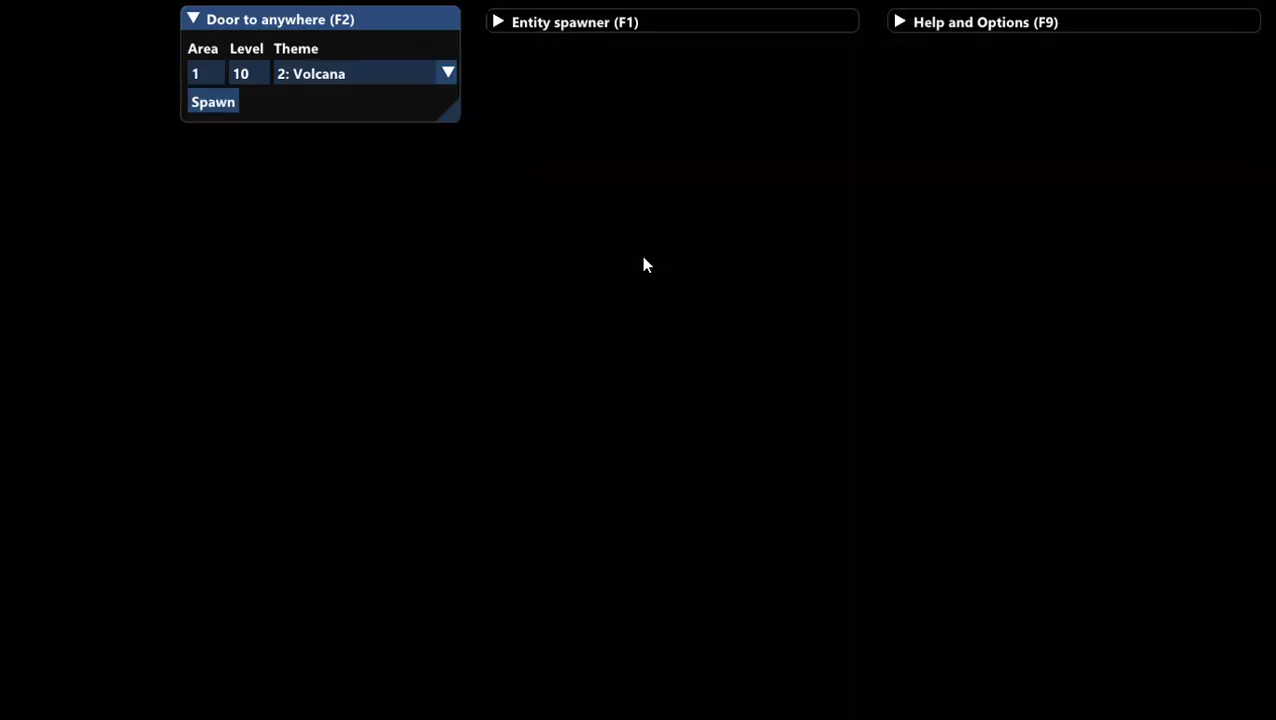 Door to anywhere (F2)
Area Level Theme
1 10 2: Volcana
Spawn
Entity spawner (F1)
Help and Options (F9)